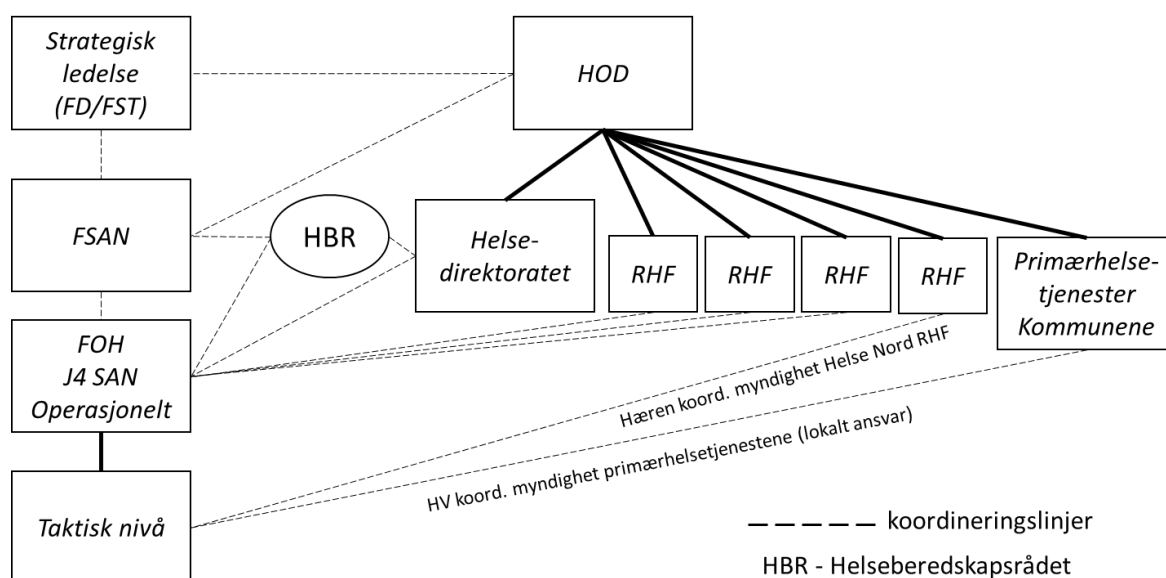 Strategisk
ledelse
(FD/FST)
HOD
FSAN
HBR
Helse-
direktoratet
RHF
RHF
RHF
RHF
Primærhelse-
tjenester
Kommunene
FOH
J4 SAN
Operasjonelt
Hæren koord. myndighet Helse Nord RHF
HV koord. myndighet primærhelsetjenestene (lokalt ansvar)
Taktisk nivå
koordineringslinjer
HBR - Helseberedskapsrådet